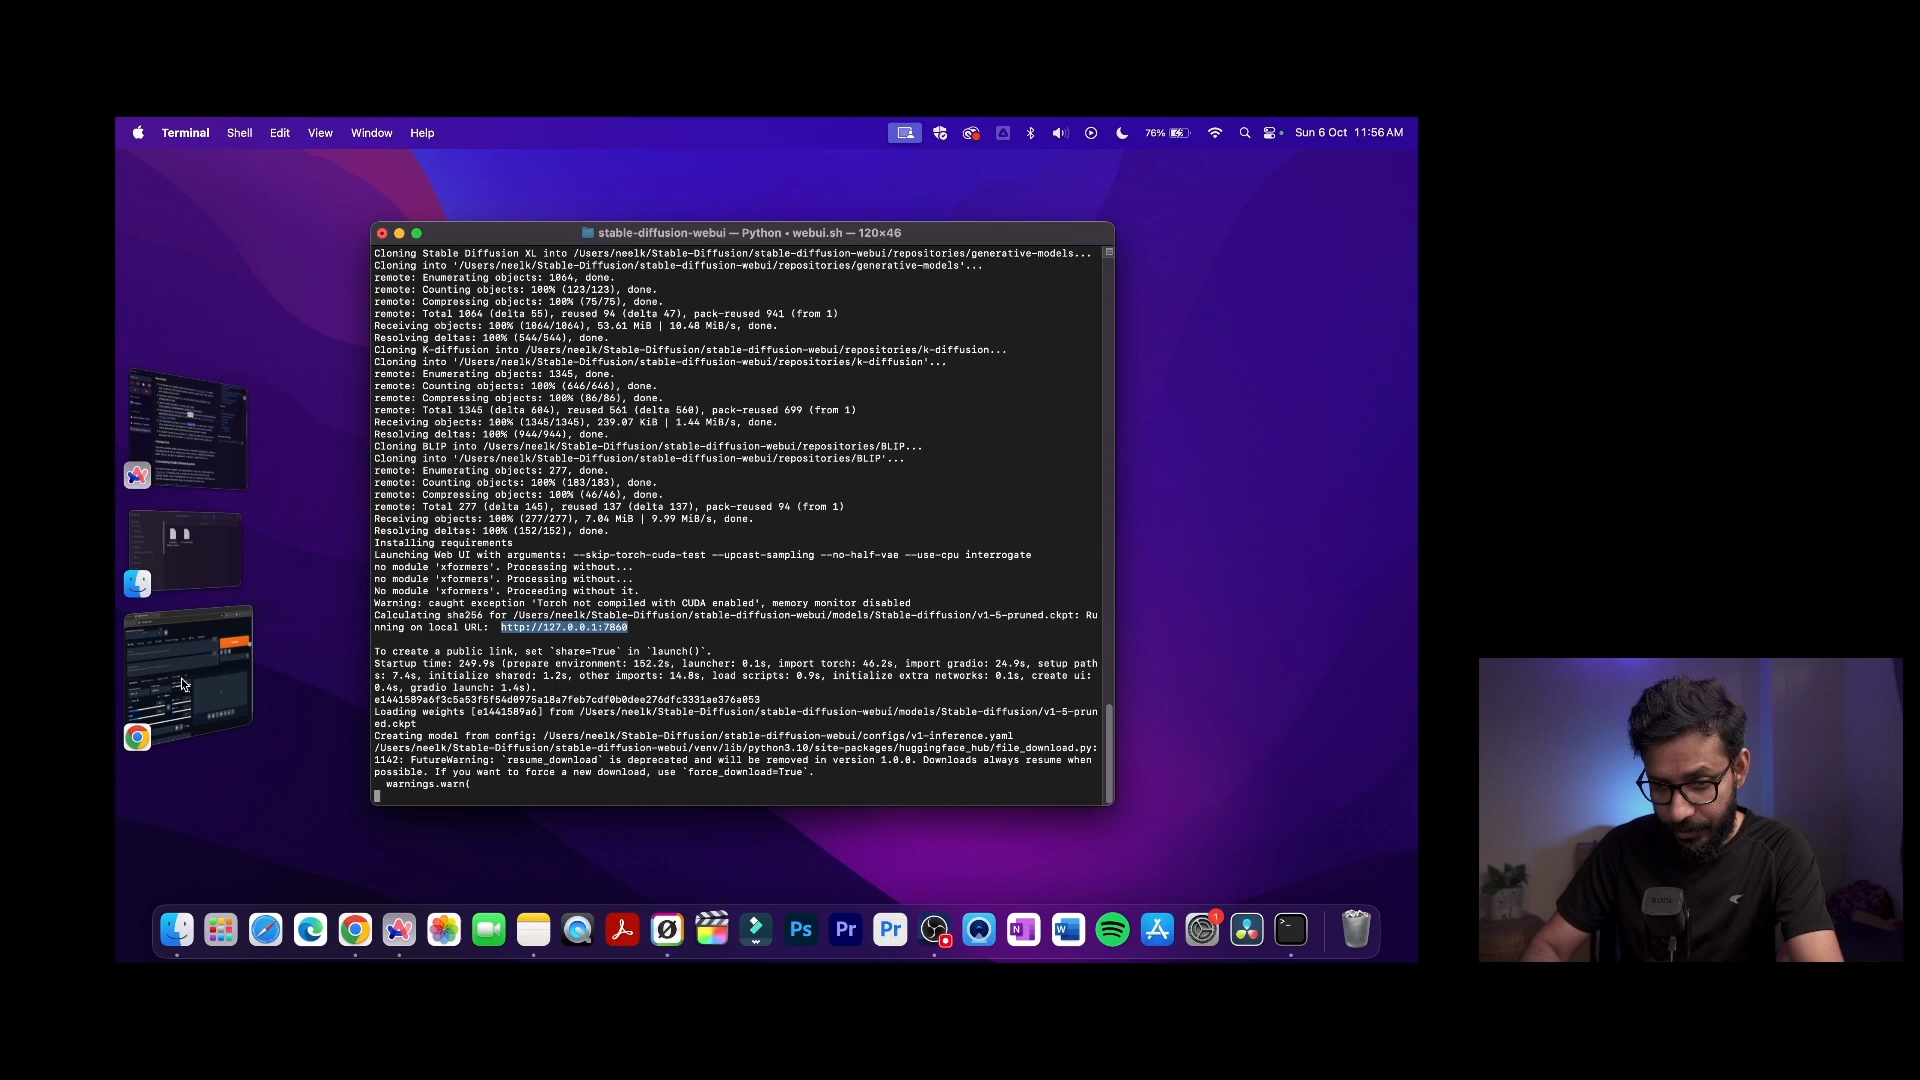 Terminal Shell Edit View Window Help 76% Sun 6 Oct 11:56 AM
stable-diffusion-webui — Python ◂ webui.sh — 120×46
Cloning Stable Diffusion XL into /Users/neelk/Stable-Diffusion/stable-diffusion-webui/repositories/generative-models...
Cloning into '/Users/neelk/Stable-Diffusion/stable-diffusion-webui/repositories/generative-models'...
remote: Enumerating objects: 1064, done.
remote: Counting objects: 100% (123/123), done.
remote: Compressing objects: 100% (75/75), done.
remote: Total 1064 (delta 55), reused 94 (delta 47), pack-reused 941 (from 1)
Receiving objects: 100% (1064/1064), 53.61 MiB | 10.48 MiB/s, done.
Resolving deltas: 100% (544/544), done.
Cloning K-diffusion into /Users/neelk/Stable-Diffusion/stable-diffusion-webui/repositories/k-diffusion...
Cloning into '/Users/neelk/Stable-Diffusion/stable-diffusion-webui/repositories/k-diffusion'...
remote: Enumerating objects: 1345, done.
remote: Counting objects: 100% (646/646), done.
remote: Compressing objects: 100% (86/86), done.
remote: Total 1345 (delta 604), reused 561 (delta 560), pack-reused 699 (from 1)
Receiving objects: 100% (1345/1345), 239.07 KiB | 1.44 MiB/s, done.
Resolving deltas: 100% (944/944), done.
Cloning BLIP into /Users/neelk/Stable-Diffusion/stable-diffusion-webui/repositories/BLIP...
Cloning into '/Users/neelk/Stable-Diffusion/stable-diffusion-webui/repositories/BLIP'...
remote: Enumerating objects: 277, done.
remote: Counting objects: 100% (183/183), done.
remote: Compressing objects: 100% (46/46), done.
remote: Total 277 (delta 145), reused 137 (delta 137), pack-reused 94 (from 1)
Receiving objects: 100% (277/277), 7.04 MiB | 9.99 MiB/s, done.
Resolving deltas: 100% (152/152), done.
Installing requirements
Launching Web UI with arguments: --skip-torch-cuda-test --upcast-sampling --no-half-vae --use-cpu interrogate
no module 'xformers'. Processing without...
no module 'xformers'. Processing without...
No module 'xformers'. Proceeding without it.
Warning: caught exception 'Torch not compiled with CUDA enabled', memory monitor disabled
Calculating sha256 for /Users/neelk/Stable-Diffusion/stable-diffusion-webui/models/Stable-diffusion/v1-5-pruned.ckpt: Ru
nning on local URL:  http://127.0.0.1:7860
To create a public link, set `share=True` in `launch()`.
Startup time: 249.9s (prepare environment: 152.2s, launcher: 0.1s, import torch: 46.2s, import gradio: 24.9s, setup path
s: 7.4s, initialize shared: 1.2s, other imports: 14.8s, load scripts: 0.9s, initialize extra networks: 0.1s, create ui:
0.4s, gradio launch: 1.4s).
e1441589a6f3c5a53f5f54d0975a18a7feb7cdf0b0dee276dfc3331ae376a053
Loading weights [e1441589a6] from /Users/neelk/Stable-Diffusion/stable-diffusion-webui/models/Stable-diffusion/v1-5-prun
ed.ckpt
Creating model from config: /Users/neelk/Stable-Diffusion/stable-diffusion-webui/configs/v1-inference.yaml
/Users/neelk/Stable-Diffusion/stable-diffusion-webui/venv/lib/python3.10/site-packages/huggingface_hub/file_download.py:
1142: FutureWarning: `resume_download` is deprecated and will be removed in version 1.0.0. Downloads always resume when
possible. If you want to force a new download, use `force_download=True`.
warnings.warn(
Ps Pr Pr N W 1 >_